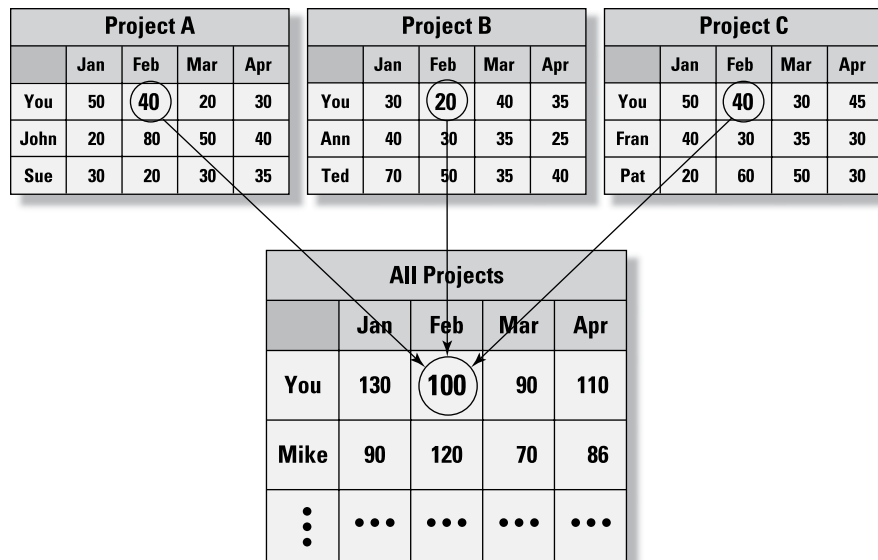 Project A
Jan Feb Mar Apr
You 50 40 20 30
John 20 80 50 40
Sue 30 20 30 35
Project B
Jan Feb Mar Apr
You 30 20 40 35
Ann 40 30 35 25
Ted 70 50 35 40
Project C
Jan Feb Mar Apr
You 50 40 30 45
Fran 40 30 35 30
Pat 20 60 50 30
All Projects
Jan Feb Mar Apr
You 130 100 90 110
Mike 90 120 70 86